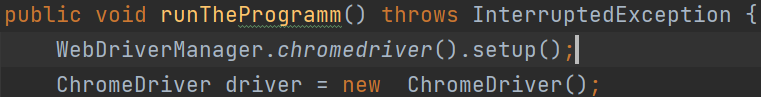 public void runTheProgramm() throws InterruptedException {
    WebDriverManager.chromedriver().setup();
    ChromeDriver driver = new  ChromeDriver();